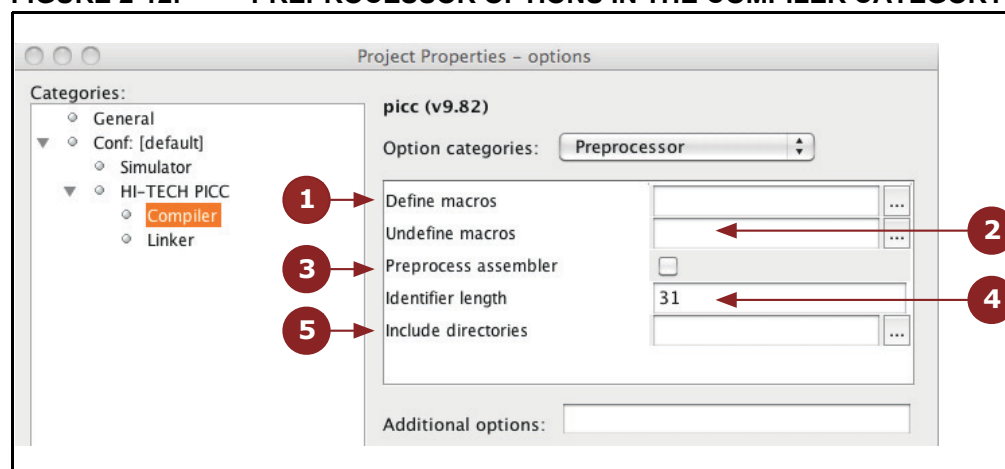 FIGURE 2-12: PREPROCESSOR OPTIONS IN THE COMPILER CATEGORY
Project Properties – options
Categories:
General
Conf: [default]
Simulator
HI-TECH PICC
Compiler
Linker
picc (v9.82)
Option categories: Preprocessor
1 Define macros ...
Undefine macros ... 2
3 Preprocess assembler
Identifier length 31 4
5 Include directories ...
Additional options: